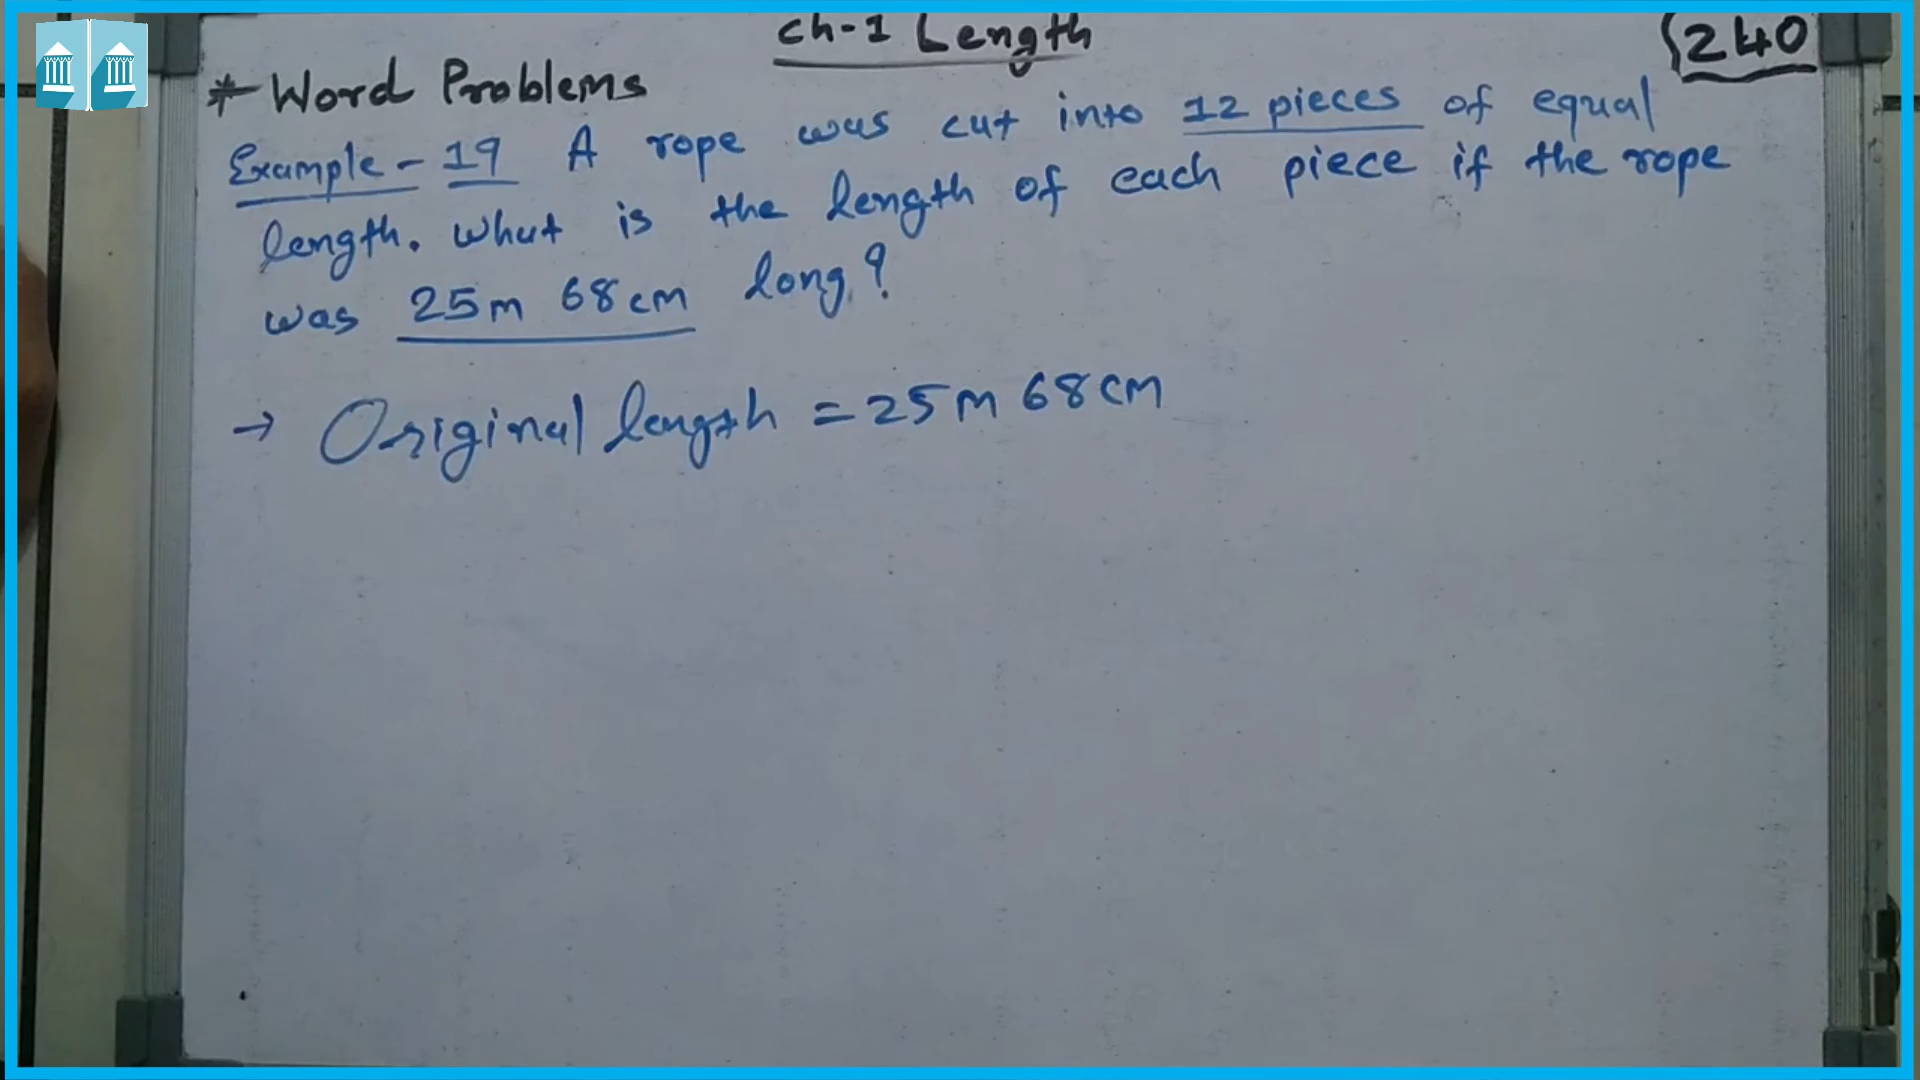 ch-1 Length
240
* Word Problems
Example - 19 A rope was cut into 12 pieces of equal
length. What is the length of each piece if the rope
was 25m 68cm long?
→ Original length = 25m 68cm